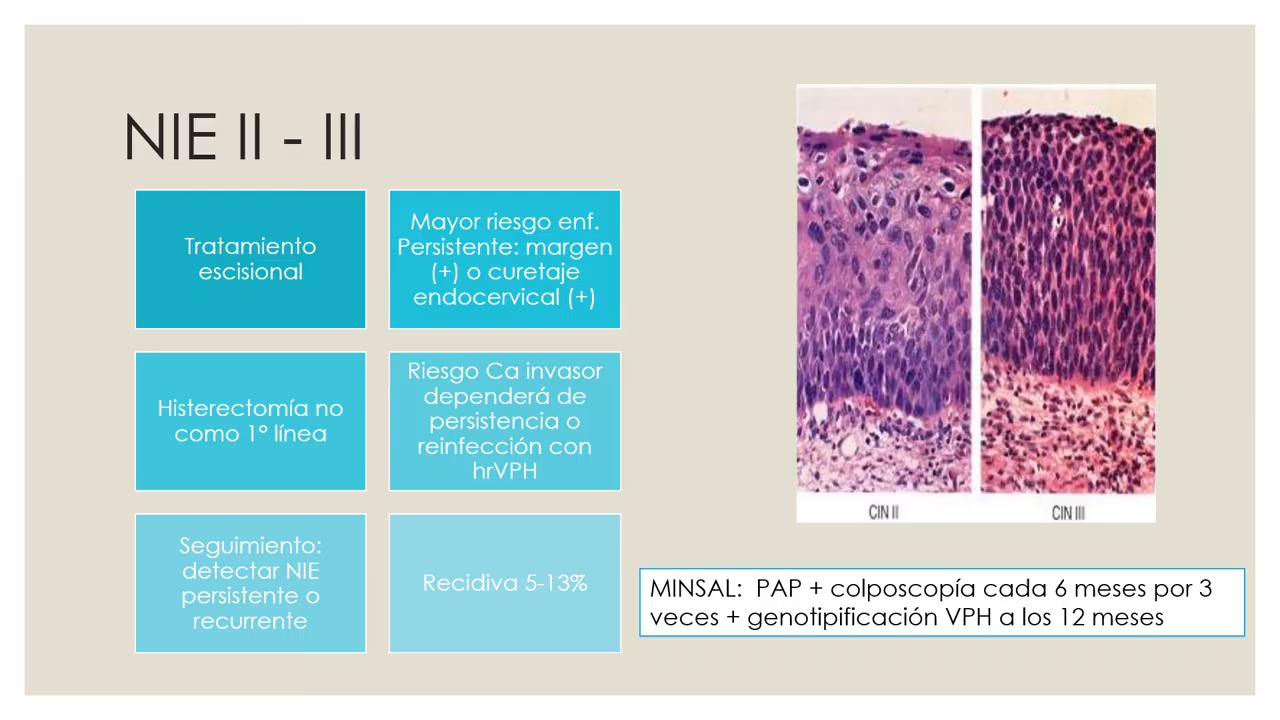 NIE II - III
Tratamiento
escisional
Mayor riesgo enf.
Persistente: margen
(+) o curetaje
endocervical (+)
Histerectomía no
como 1° línea
Riesgo Ca invasor
dependerá de
persistencia o
reinfección con
hrVPH
Seguimiento:
detectar NIE
persistente o
recurrente
Recidiva 5-13%
CIN II
CIN III
MINSAL:  PAP + colposcopía cada 6 meses por 3
veces + genotipificación VPH a los 12 meses